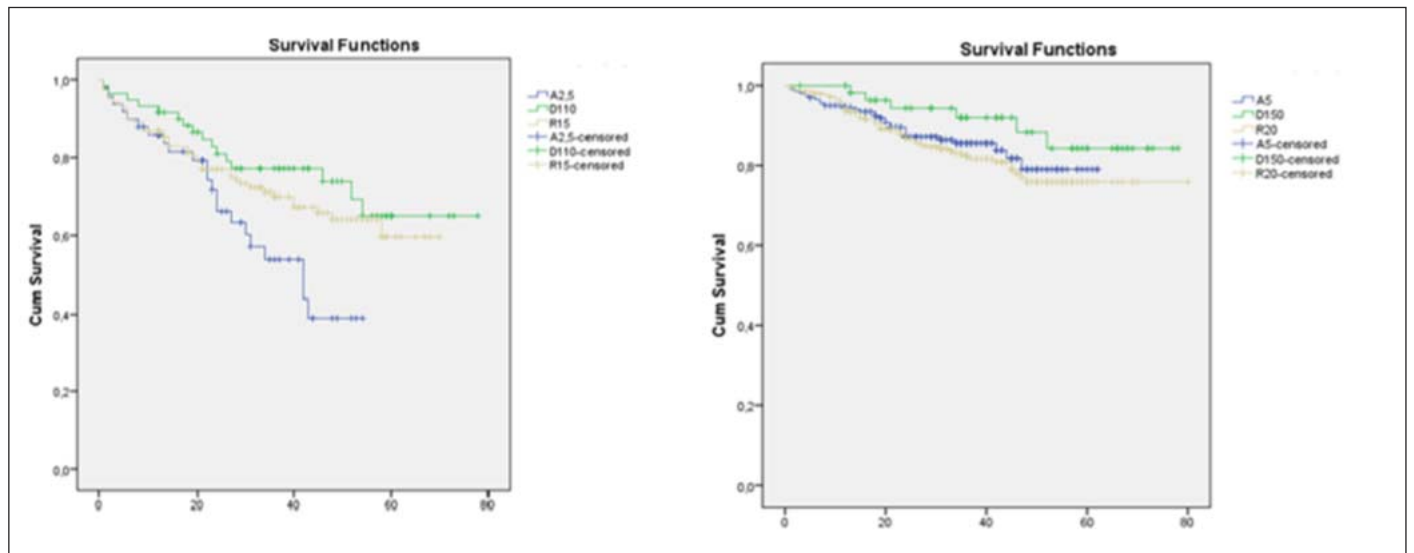 Survival Functions
Cum Survival
1,0
0,8
0,6
0,4
0,2
0,0
0 20 40 60 80
A2,5
D110
R15
A2,5-censored
D110-censored
R15-censored
Survival Functions
Cum Survival
1,0
0,8
0,6
0,4
0,2
0,0
0 20 40 60 80
A5
D150
R20
A5-censored
D150-censored
R20-censored